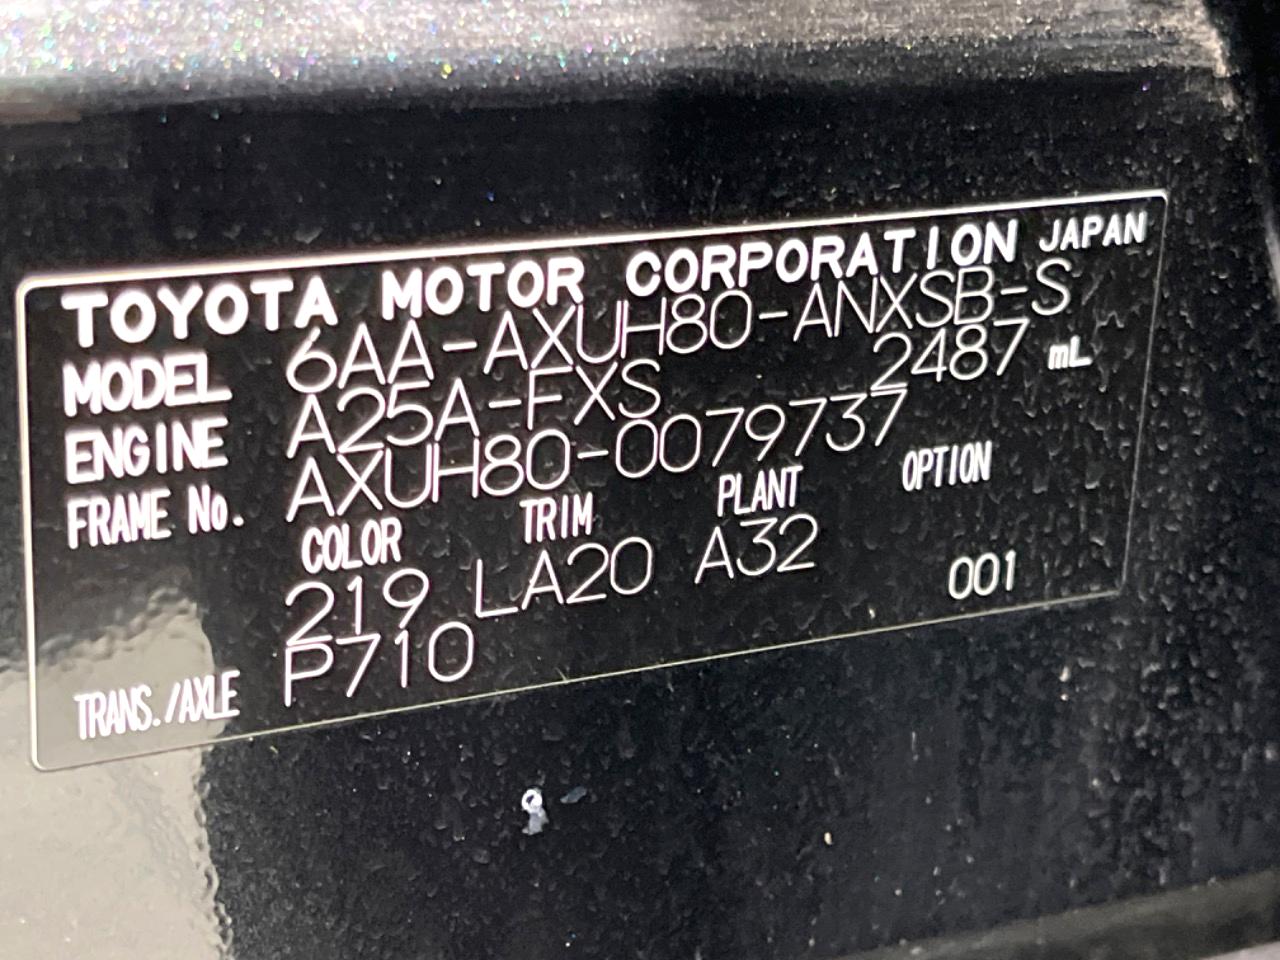 TOYOTA MOTOR CORPORATION JAPAN
MODEL 6AA-AXUH80-ANXSB-S
ENGINE A25A-FXS 2487 mL
FRAME No. AXUH80-0079737
COLOR TRIM PLANT OPTION
219 LA20 A32
TRANS./AXLE P710 001